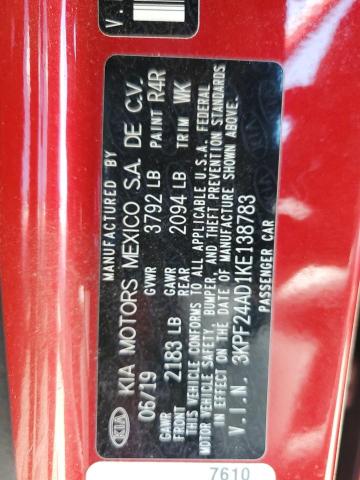 MANUFACTURED BY
KIA KIA MOTORS MEXICO S.A. DE C.V.
06/19 GVWR 3792 LB PAINT R4R
GAWR FRONT 2183 LB GAWR REAR 2094 LB TRIM WK
THIS VEHICLE CONFORMS TO ALL APPLICABLE U.S.A. FEDERAL
MOTOR VEHICLE SAFETY, BUMPER, AND THEFT PREVENTION STANDARDS
IN EFFECT ON THE DATE OF MANUFACTURE SHOWN ABOVE.
V.I.N. 3KPF24AD1KE138783
PASSENGER CAR
7610